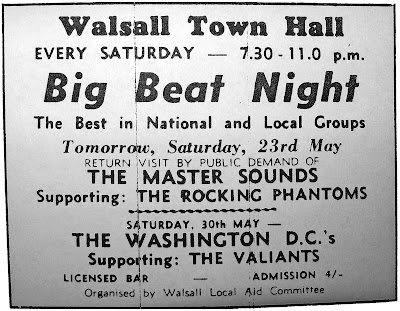 Walsall Town Hall
EVERY SATURDAY — 7.30 - 11.0 p.m.
Big Beat Night
The Best in National and Local Groups
Tomorrow, Saturday, 23rd May
RETURN VISIT BY PUBLIC DEMAND OF
THE MASTER SOUNDS
Supporting: THE ROCKING PHANTOMS
SATURDAY, 30th MAY —
THE WASHINGTON D.C.'s
Supporting: THE VALIANTS
LICENSED BAR — ADMISSION 4/-
Organised by Walsall Local Aid Committee